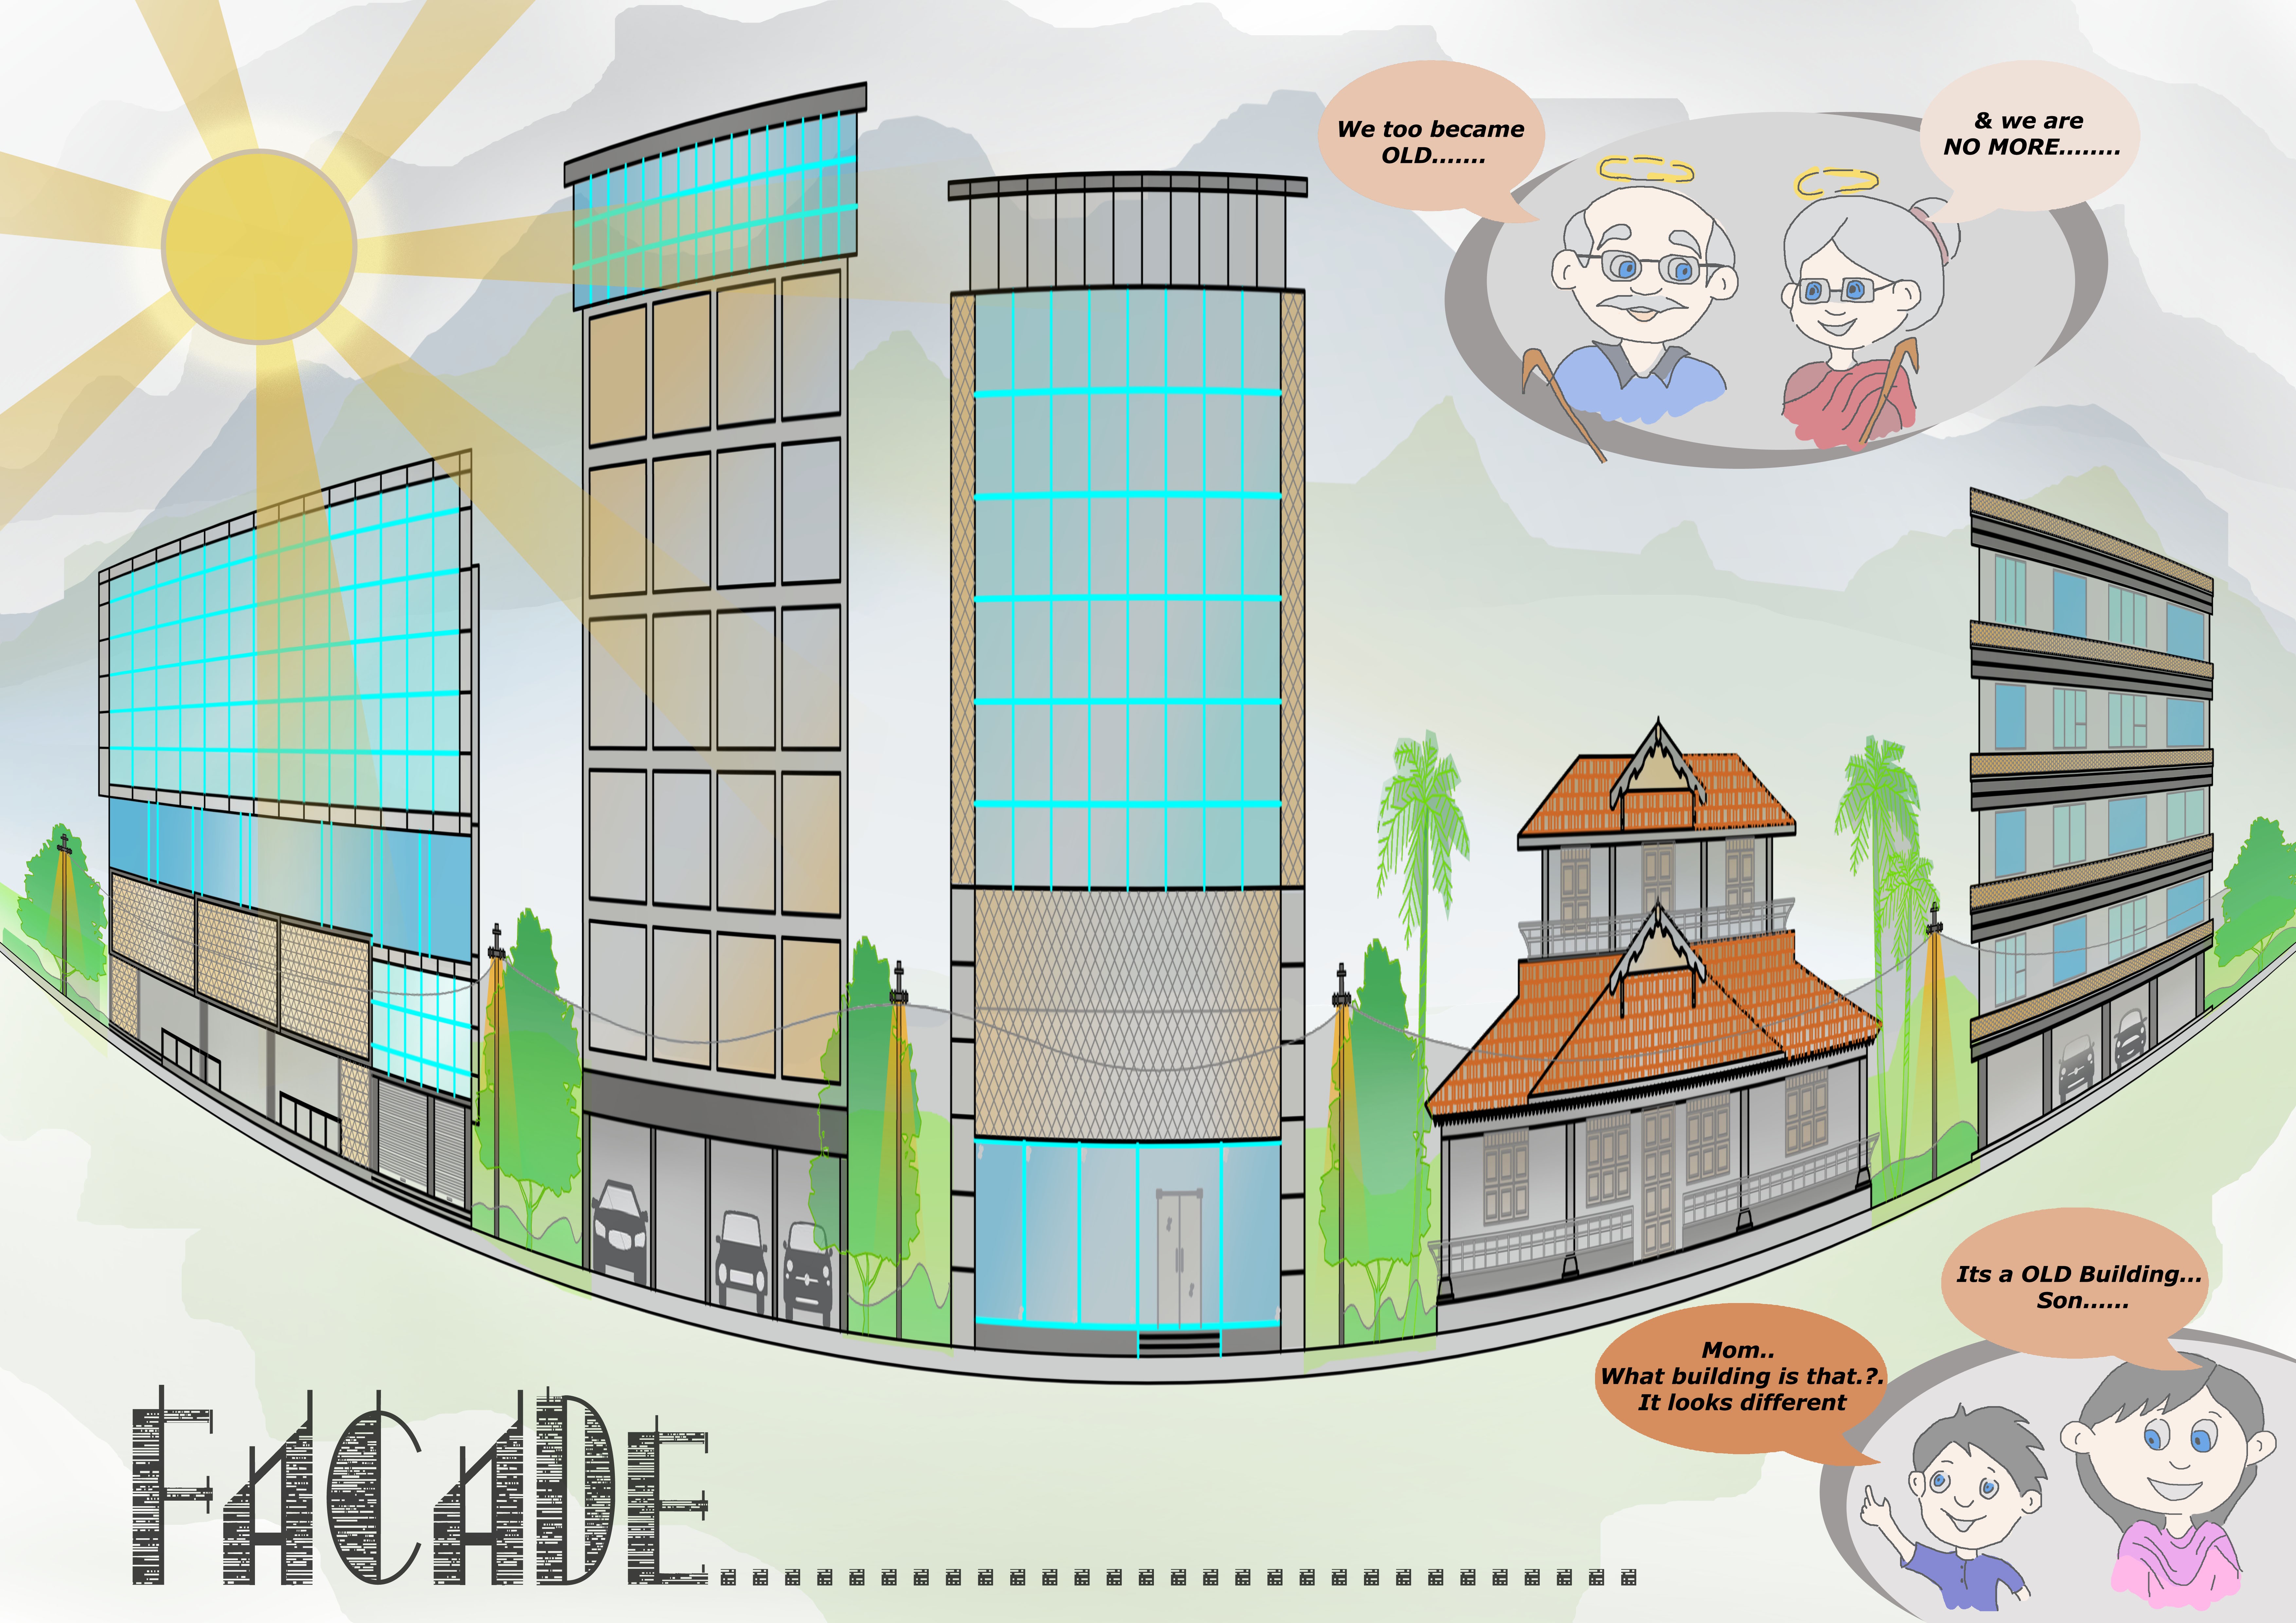 We too became
OLD.......
& we are
NO MORE........
Its a OLD Building...
Son......
Mom..
What building is that.?.
It looks different
FACADE.............................